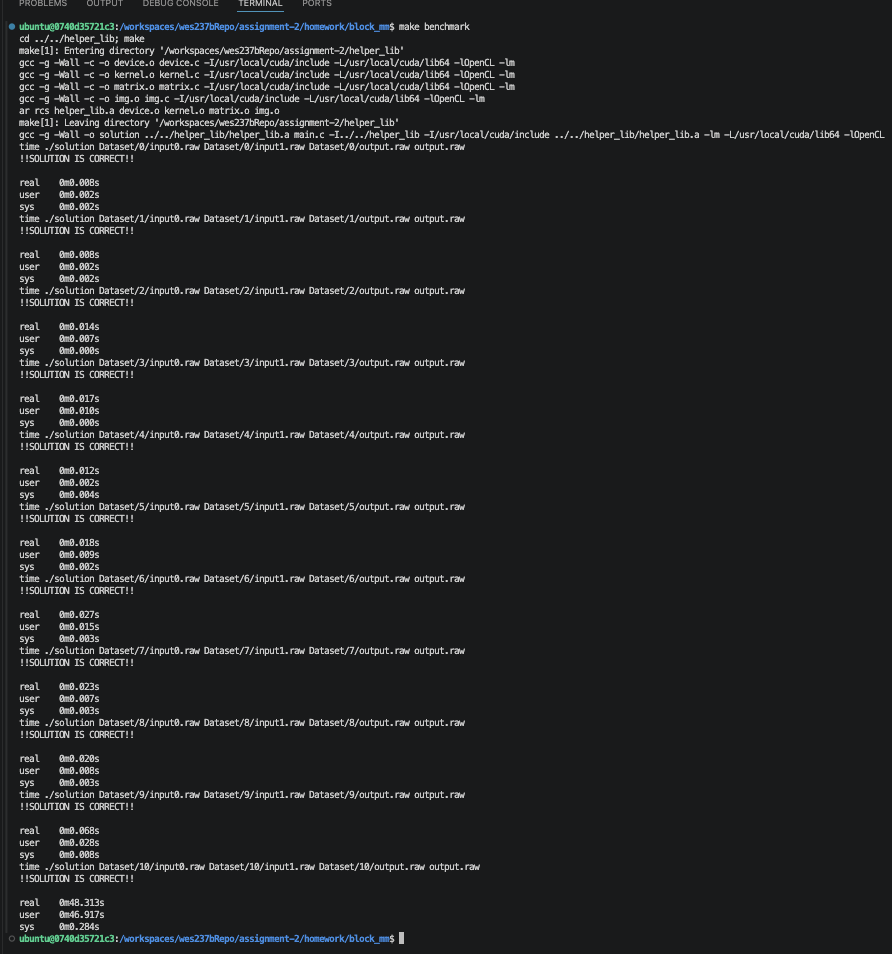 PROBLEMS OUTPUT DEBUG CONSOLE TERMINAL PORTS
ubuntu@0740d35721c3:/workspaces/wes237bRepo/assignment-2/homework/block_mm$ make benchmark
cd ../../helper_lib; make
make[1]: Entering directory '/workspaces/wes237bRepo/assignment-2/helper_lib'
gcc -g -Wall -c -o device.o device.c -I/usr/local/cuda/include -L/usr/local/cuda/lib64 -lOpenCL -lm
gcc -g -Wall -c -o kernel.o kernel.c -I/usr/local/cuda/include -L/usr/local/cuda/lib64 -lOpenCL -lm
gcc -g -Wall -c -o matrix.o matrix.c -I/usr/local/cuda/include -L/usr/local/cuda/lib64 -lOpenCL -lm
gcc -g -Wall -c -o img.o img.c -I/usr/local/cuda/include -L/usr/local/cuda/lib64 -lOpenCL -lm
ar rcs helper_lib.a device.o kernel.o matrix.o img.o
make[1]: Leaving directory '/workspaces/wes237bRepo/assignment-2/helper_lib'
gcc -g -Wall -o solution ../../helper_lib/helper_lib.a main.c -I../../helper_lib -I/usr/local/cuda/include ../../helper_lib/helper_lib.a -lm -L/usr/local/cuda/lib64 -lOpenCL
time ./solution Dataset/0/input0.raw Dataset/0/input1.raw Dataset/0/output.raw output.raw
!!SOLUTION IS CORRECT!!
real 0m0.008s
user 0m0.002s
sys 0m0.002s
time ./solution Dataset/1/input0.raw Dataset/1/input1.raw Dataset/1/output.raw output.raw
!!SOLUTION IS CORRECT!!
real 0m0.008s
user 0m0.002s
sys 0m0.002s
time ./solution Dataset/2/input0.raw Dataset/2/input1.raw Dataset/2/output.raw output.raw
!!SOLUTION IS CORRECT!!
real 0m0.014s
user 0m0.007s
sys 0m0.000s
time ./solution Dataset/3/input0.raw Dataset/3/input1.raw Dataset/3/output.raw output.raw
!!SOLUTION IS CORRECT!!
real 0m0.017s
user 0m0.010s
sys 0m0.000s
time ./solution Dataset/4/input0.raw Dataset/4/input1.raw Dataset/4/output.raw output.raw
!!SOLUTION IS CORRECT!!
real 0m0.012s
user 0m0.002s
sys 0m0.004s
time ./solution Dataset/5/input0.raw Dataset/5/input1.raw Dataset/5/output.raw output.raw
!!SOLUTION IS CORRECT!!
real 0m0.018s
user 0m0.009s
sys 0m0.002s
time ./solution Dataset/6/input0.raw Dataset/6/input1.raw Dataset/6/output.raw output.raw
!!SOLUTION IS CORRECT!!
real 0m0.027s
user 0m0.015s
sys 0m0.003s
time ./solution Dataset/7/input0.raw Dataset/7/input1.raw Dataset/7/output.raw output.raw
!!SOLUTION IS CORRECT!!
real 0m0.023s
user 0m0.007s
sys 0m0.003s
time ./solution Dataset/8/input0.raw Dataset/8/input1.raw Dataset/8/output.raw output.raw
!!SOLUTION IS CORRECT!!
real 0m0.020s
user 0m0.008s
sys 0m0.003s
time ./solution Dataset/9/input0.raw Dataset/9/input1.raw Dataset/9/output.raw output.raw
!!SOLUTION IS CORRECT!!
real 0m0.068s
user 0m0.028s
sys 0m0.008s
time ./solution Dataset/10/input0.raw Dataset/10/input1.raw Dataset/10/output.raw output.raw
!!SOLUTION IS CORRECT!!
real 0m48.313s
user 0m46.917s
sys 0m0.284s
ubuntu@0740d35721c3:/workspaces/wes237bRepo/assignment-2/homework/block_mm$